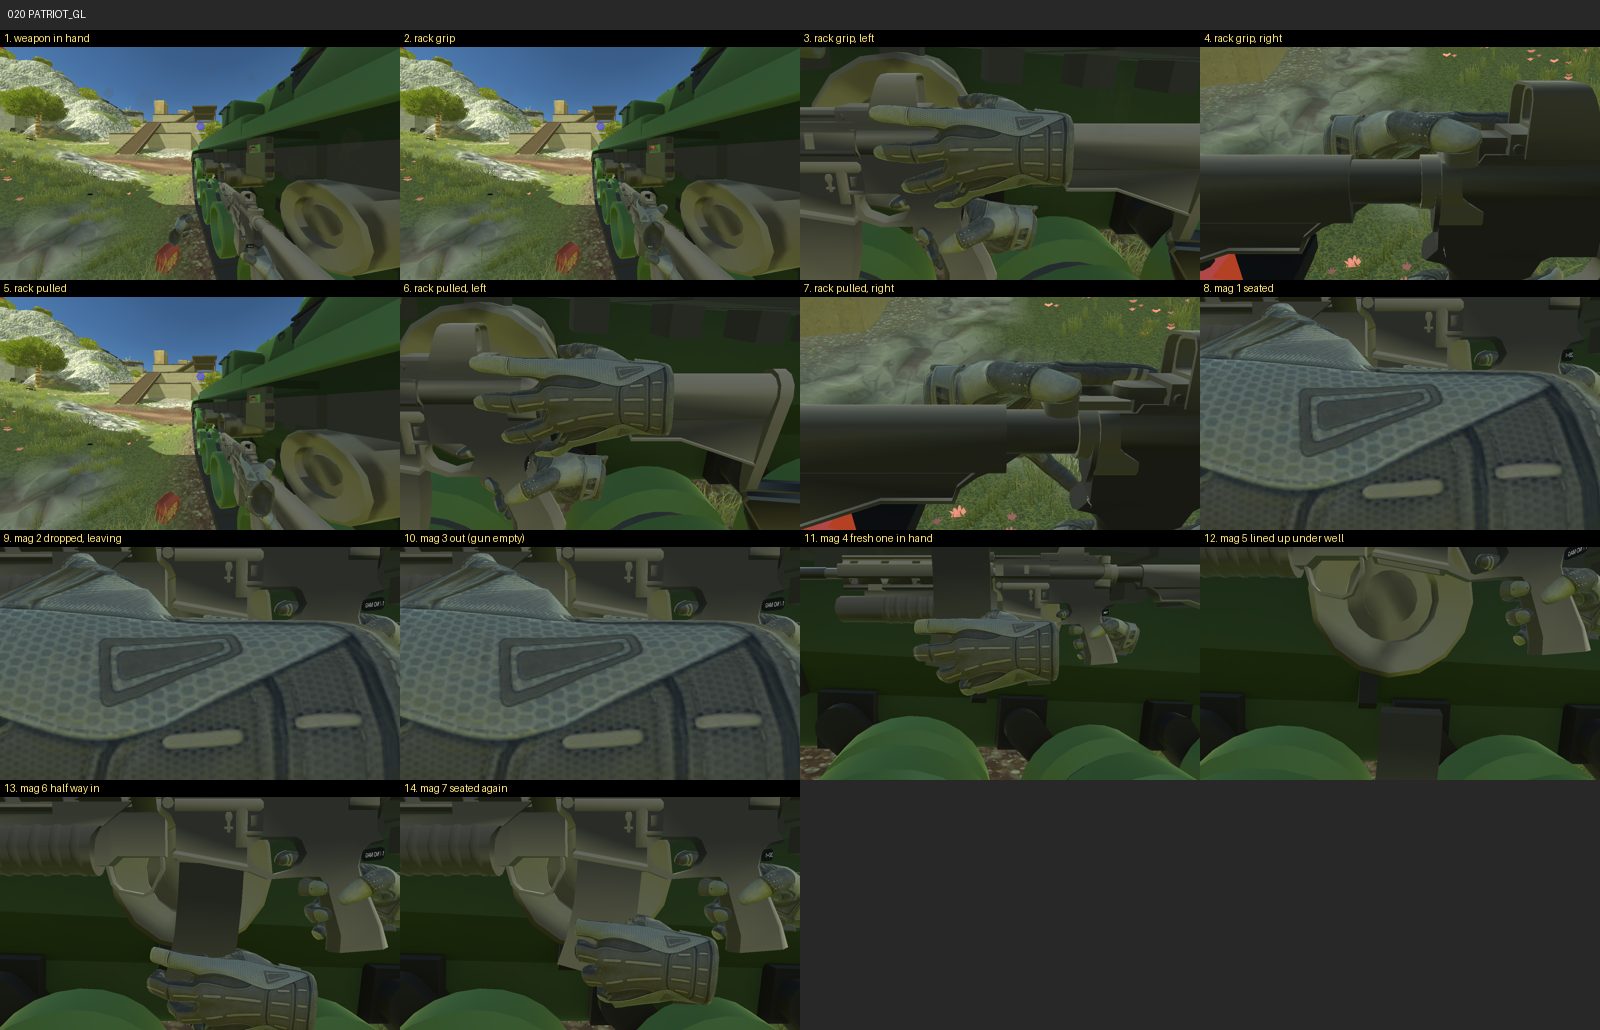 020 PATRIOT_GL
1. weapon in hand
2. rack grip
3. rack grip, left
4. rack grip, right
5. rack pulled
6. rack pulled, left
7. rack pulled, right
8. mag 1 seated
9. mag 2 dropped, leaving
10. mag 3 out (gun empty)
11. mag 4 fresh one in hand
12. mag 5 lined up under well
13. mag 6 half way in
14. mag 7 seated again